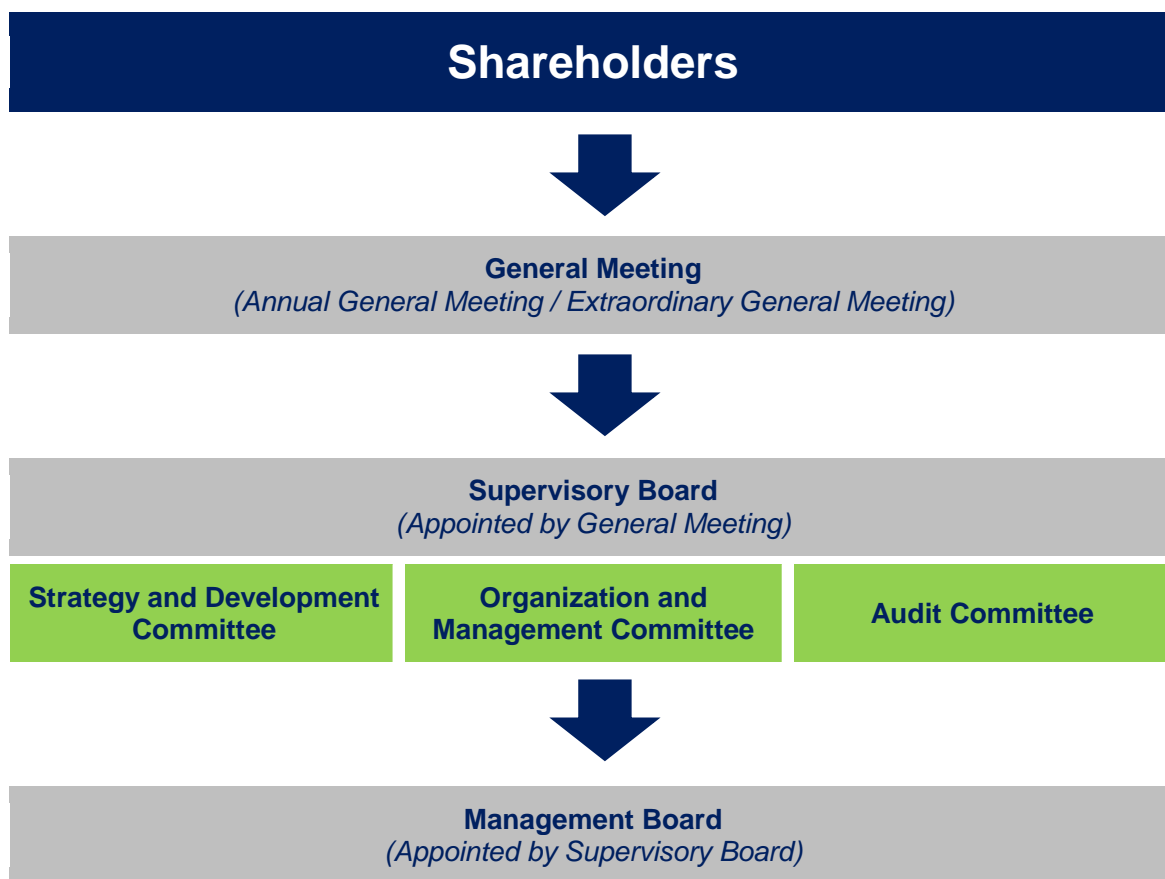 Shareholders
General Meeting
(Annual General Meeting / Extraordinary General Meeting)
Supervisory Board
(Appointed by General Meeting)
Strategy and Development
Committee
Organization and
Management Committee
Audit Committee
Management Board
(Appointed by Supervisory Board)